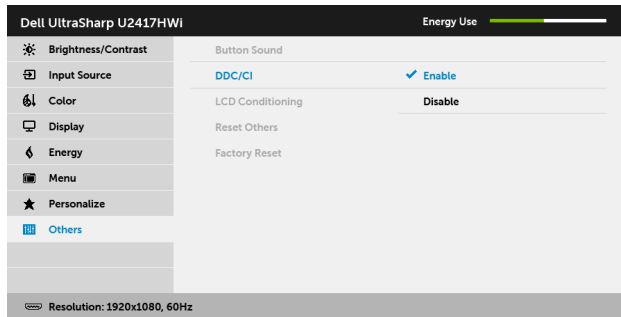 Dell UltraSharp U2417HWi
Energy Use
Brightness/Contrast
Button Sound
Input Source
DDC/CI
Enable
Color
LCD Conditioning
Disable
Display
Reset Others
Energy
Factory Reset
Menu
Personalize
Others
Resolution: 1920x1080, 60Hz